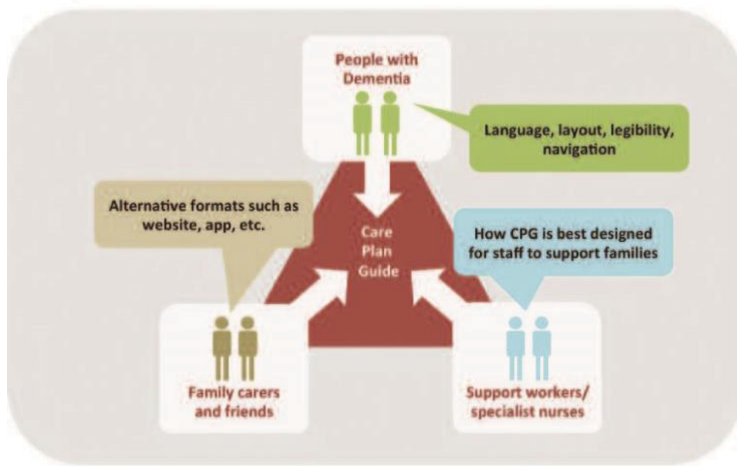 People with
Dementia
Language, layout, legibility,
navigation
Alternative formats such as
website, app, etc.
Care
Plan
Guide
How CPG is best designed
for staff to support families
Family carers
and friends
Support workers/
specialist nurses